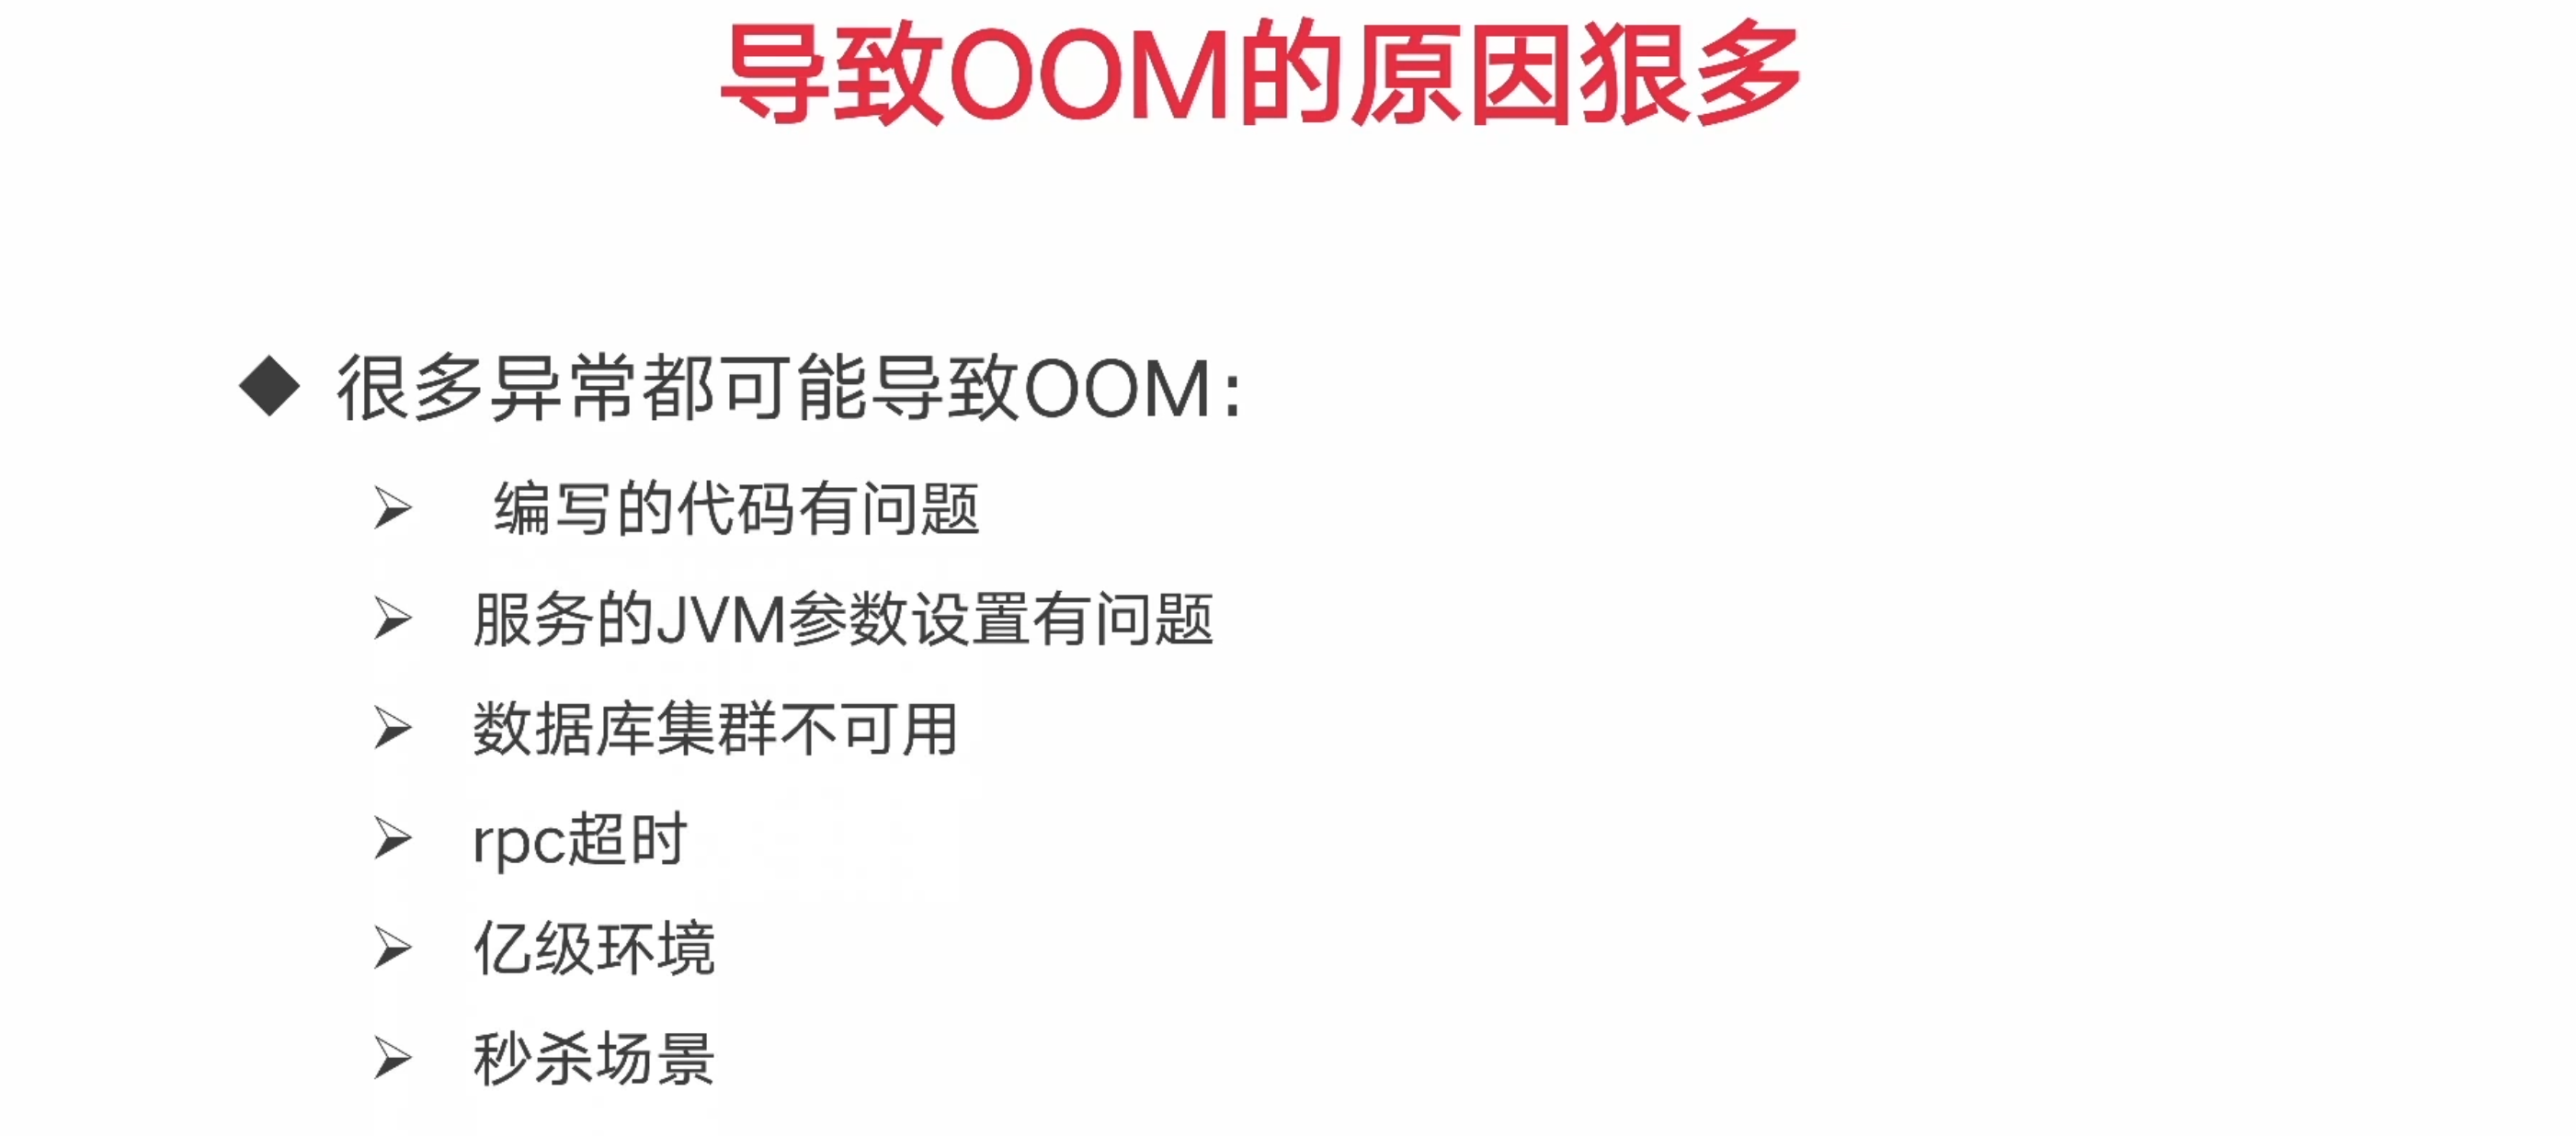 导致OOM的原因狠多
◆ 很多异常都可能导致OOM：
➢ 编写的代码有问题
➢ 服务的JVM参数设置有问题
➢ 数据库集群不可用
➢ rpc超时
➢ 亿级环境
➢ 秒杀场景